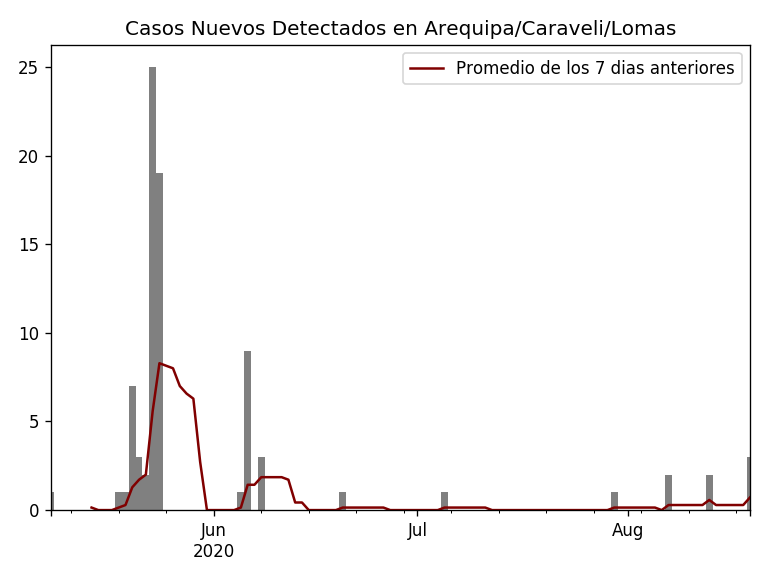 Casos Nuevos Detectados en Arequipa/Caraveli/Lomas
Promedio de los 7 dias anteriores
25
20
15
10
5
0
Jun
2020
Jul
Aug